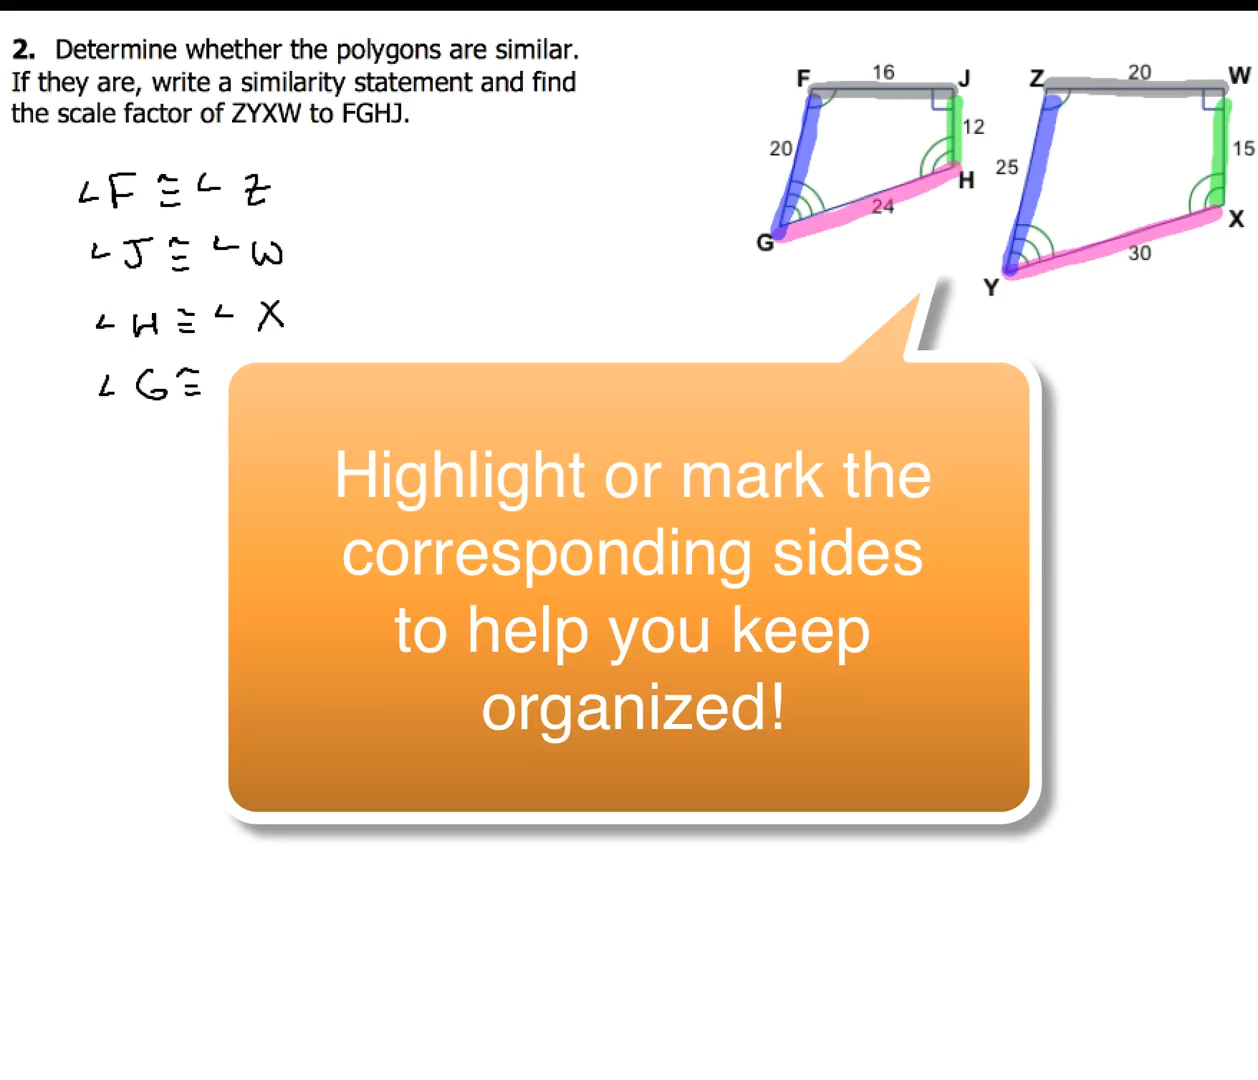 2. Determine whether the polygons are similar.
If they are, write a similarity statement and find
the scale factor of ZYXW to FGHJ.
∠F ≅ ∠ Z
∠J ≅ ∠W
∠H ≅ ∠ X
∠G ≅
F 16 J
12
20
H
24
G
Z 20 W
15
25
X
30
Y
Highlight or mark the
corresponding sides
to help you keep
organized!